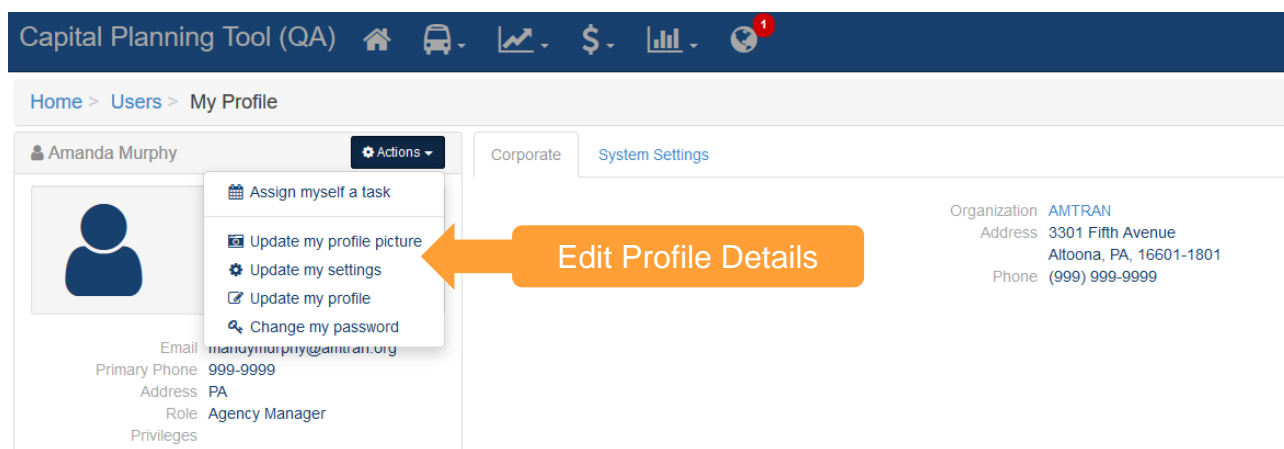 Capital Planning Tool (QA)
1
Home > Users > My Profile
Amanda Murphy
Actions
Assign myself a task
Update my profile picture
Update my settings
Update my profile
Change my password
Email mandymurphy@amtran.org
Primary Phone 999-9999
Address PA
Role Agency Manager
Privileges
Edit Profile Details
Corporate System Settings
Organization AMTRAN
Address 3301 Fifth Avenue
Altoona, PA, 16601-1801
Phone (999) 999-9999